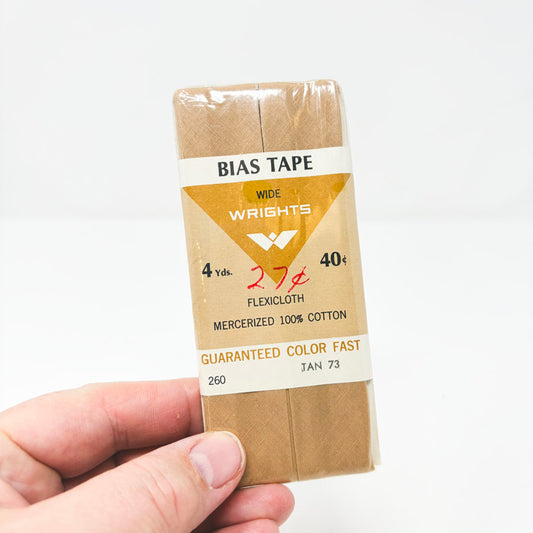 BIAS TAPE
WIDE
WRIGHTS
4 Yds. 27¢ 40¢
FLEXICLOTH
MERCERIZED 100% COTTON
GUARANTEED COLOR FAST
260 JAN 73